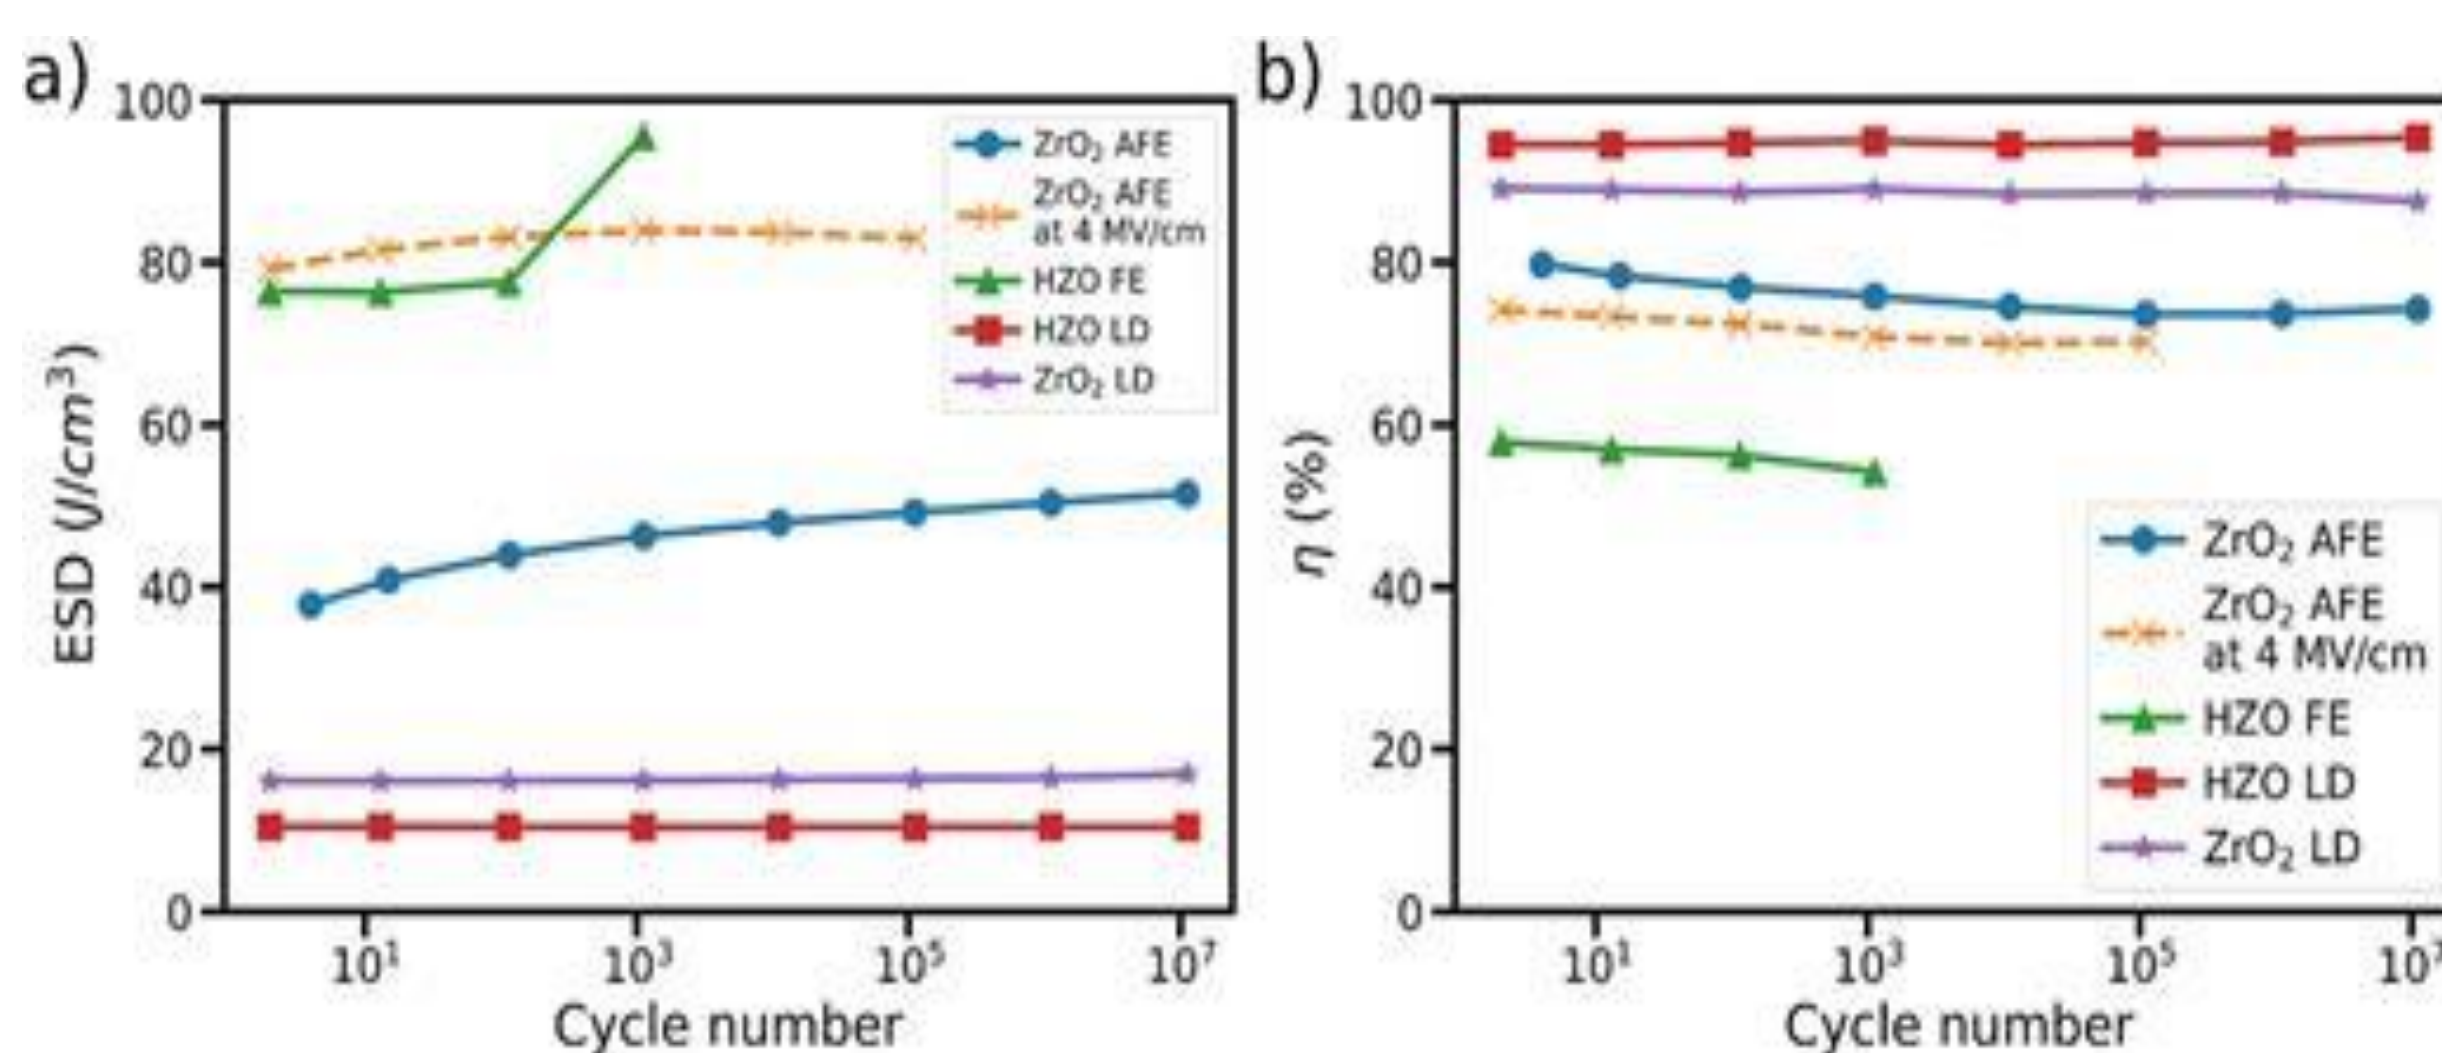 a)
100
80
60
40
20
0
ESD (J/cm³)
10¹
10³
10⁵
10⁷
Cycle number
ZrO₂ AFE
ZrO₂ AFE
at 4 MV/cm
HZO FE
HZO LD
ZrO₂ LD
b)
100
80
60
40
20
0
η (%)
10¹
10³
10⁵
10⁷
Cycle number
ZrO₂ AFE
ZrO₂ AFE
at 4 MV/cm
HZO FE
HZO LD
ZrO₂ LD